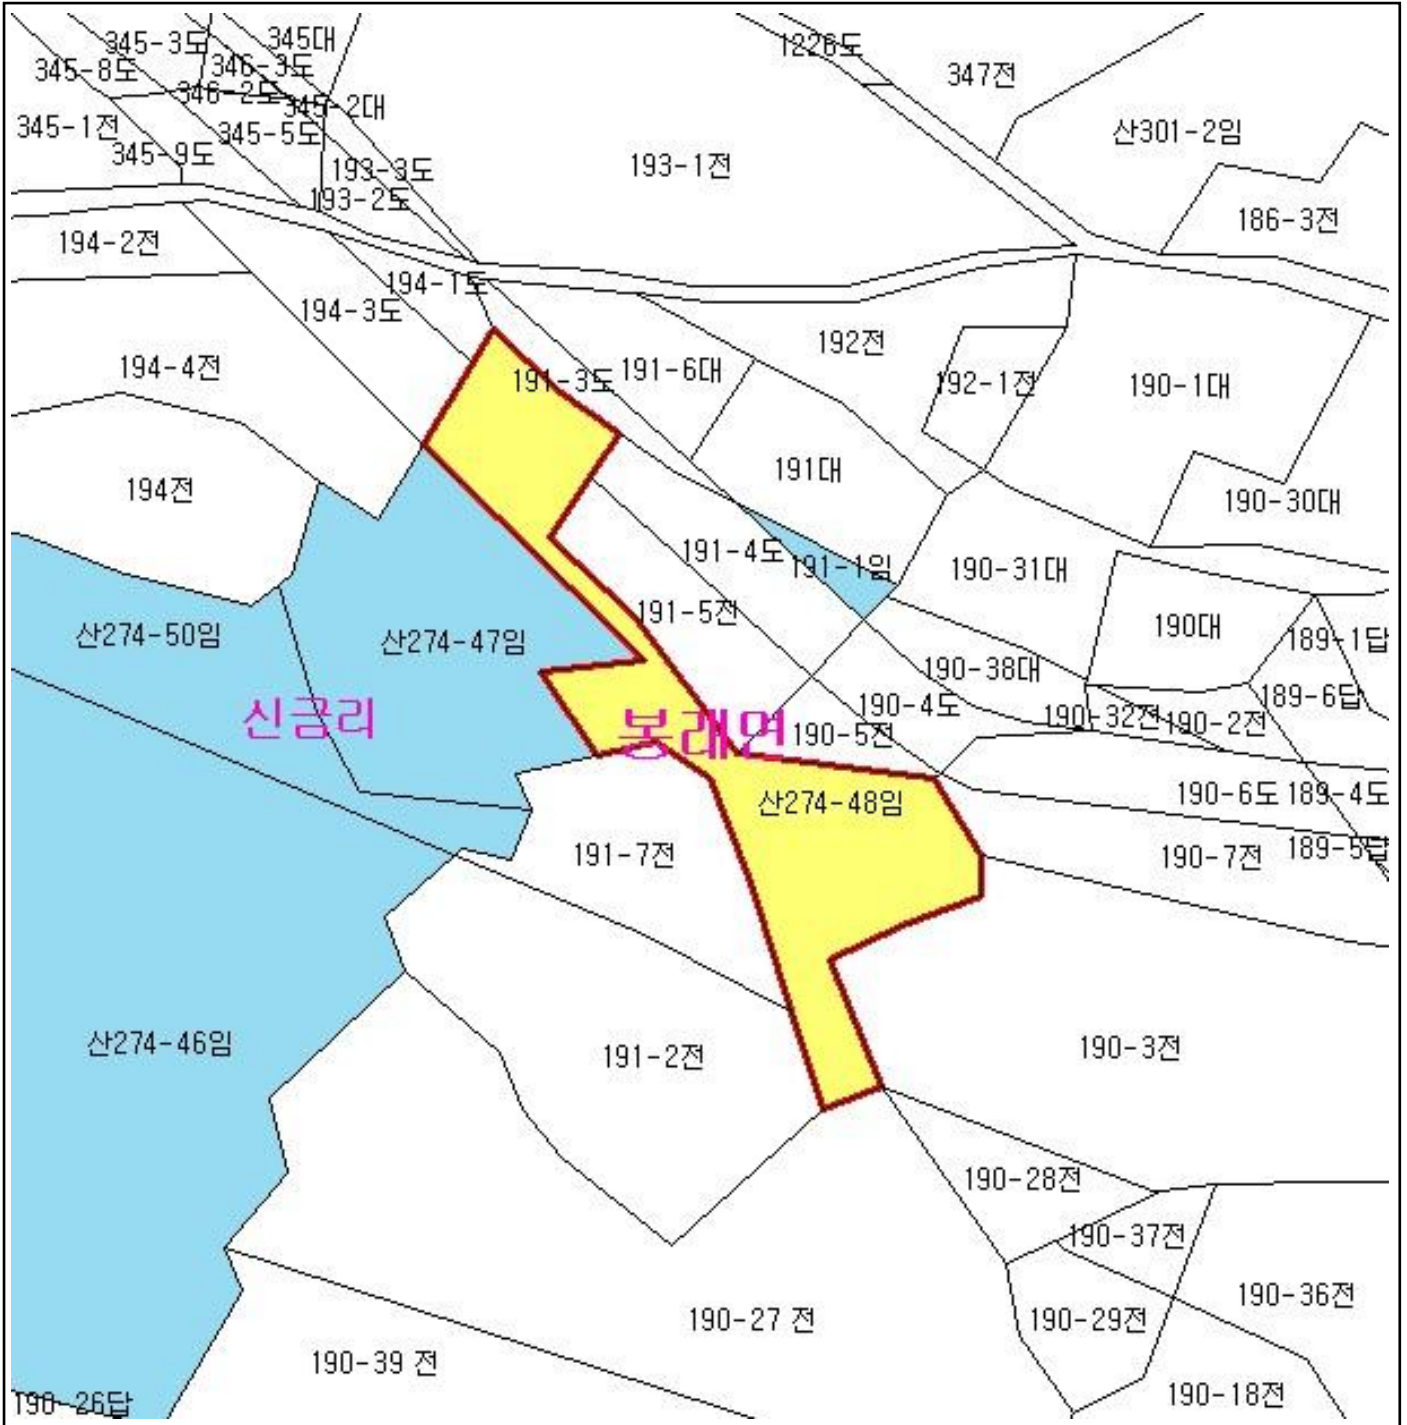 345-3도
345대
1226도
345-8도
346-3도
347전
346-2도
345-2대
345-1전
345-5도
산301-2임
345-9도
193-3도
193-1전
193-2도
186-3전
194-2전
194-1도
194-3도
192전
194-4전
191-3도
191-6대
192-1전
190-1대
194전
191대
190-30대
191-4도
191-1임
190-31대
산274-50임
산274-47임
191-5전
190대
189-1답
190-38대
189-6답
신금리
봉래면
190-4도
190-5전
190-32전
190-2전
산274-48임
190-6도
189-4도
191-7전
190-7전
189-5답
산274-46임
191-2전
190-3전
190-28전
190-37전
190-36전
190-27 전
190-29전
190-39 전
190-18전
190-26답